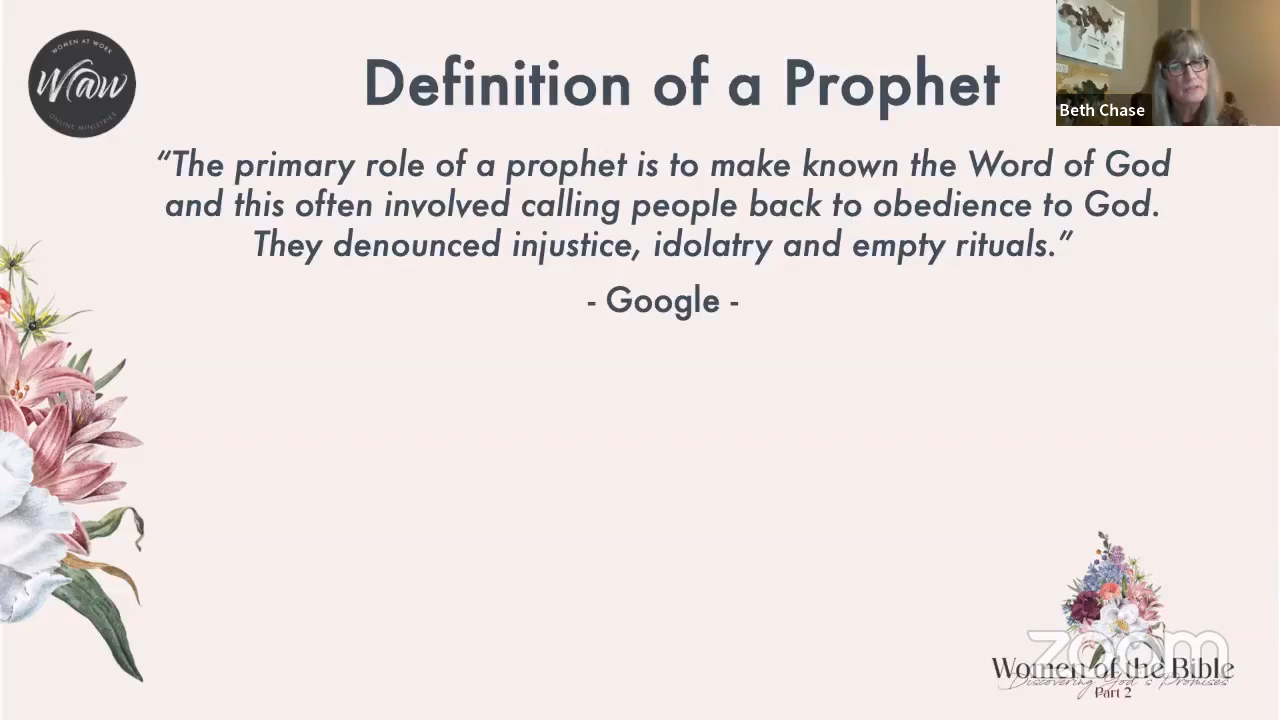 WOMEN AT WORK
Waw
ONLINE MINISTRIES
Definition of a Prophet
Beth Chase
“The primary role of a prophet is to make known the Word of God
and this often involved calling people back to obedience to God.
They denounced injustice, idolatry and empty rituals.”
- Google -
zoom
Women of the Bible
Discovering God's Promises
Part 2